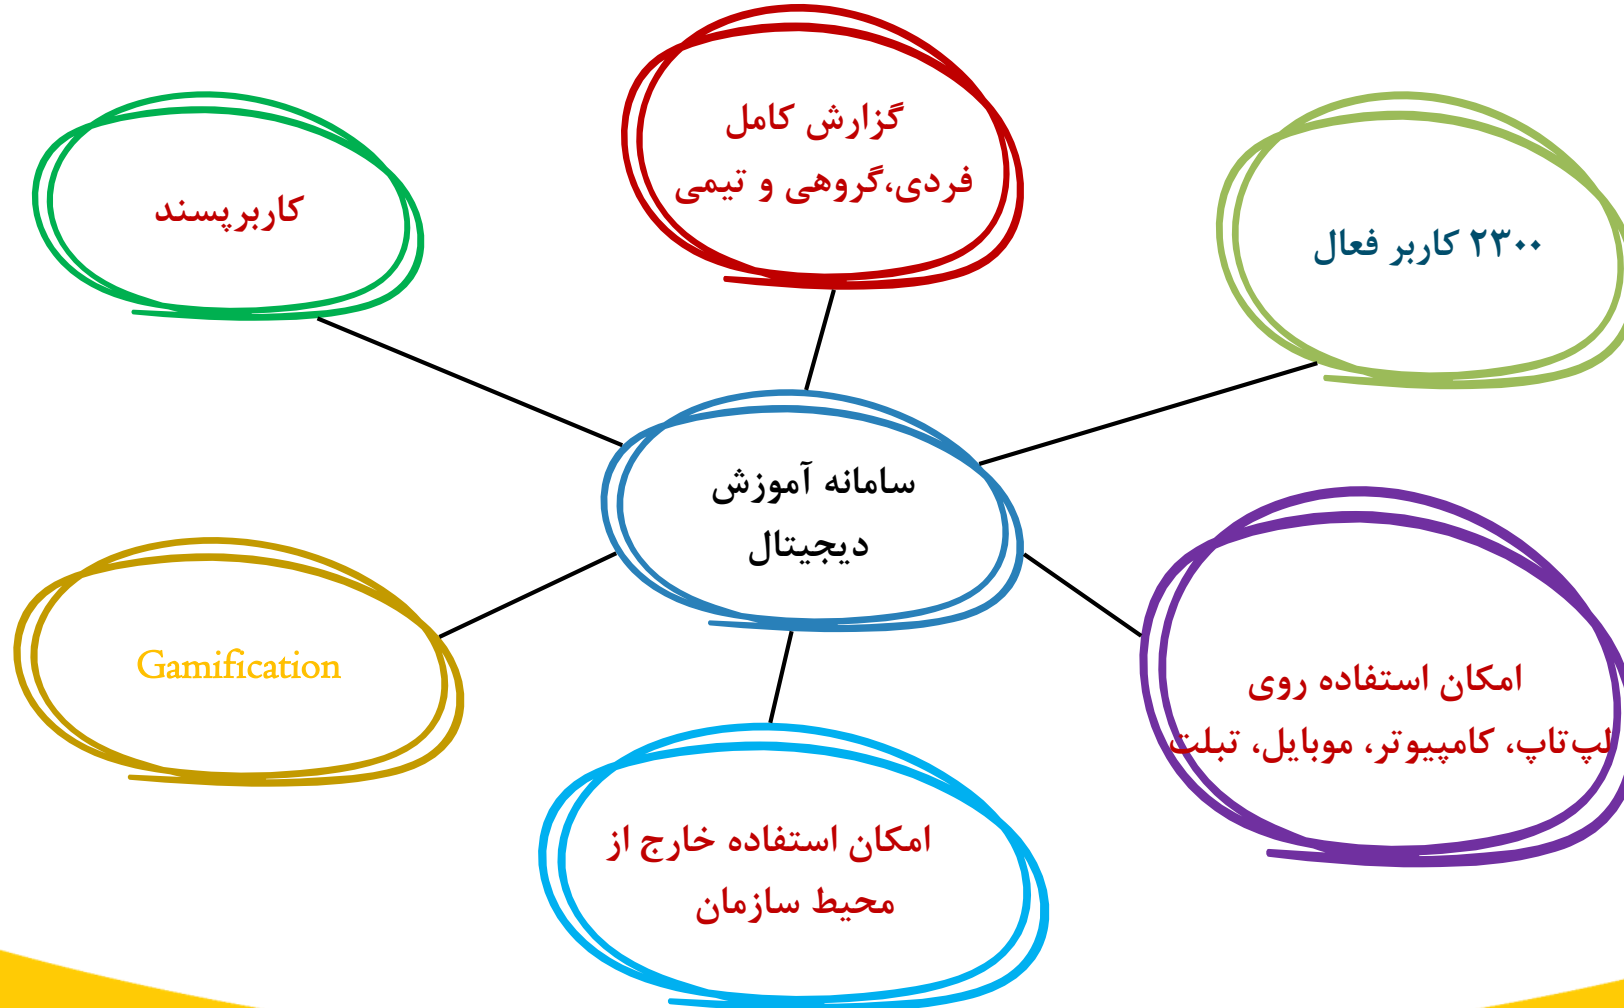 گزارش کامل
فردی،گروهی و تیمی
۲۳۰۰ کاربر فعال
کاربرپسند
سامانه آموزش
دیجیتال
امکان استفاده روی
لپ‌تاپ، کامپیوتر، موبایل، تبلت
Gamification
امکان استفاده خارج از
محیط سازمان